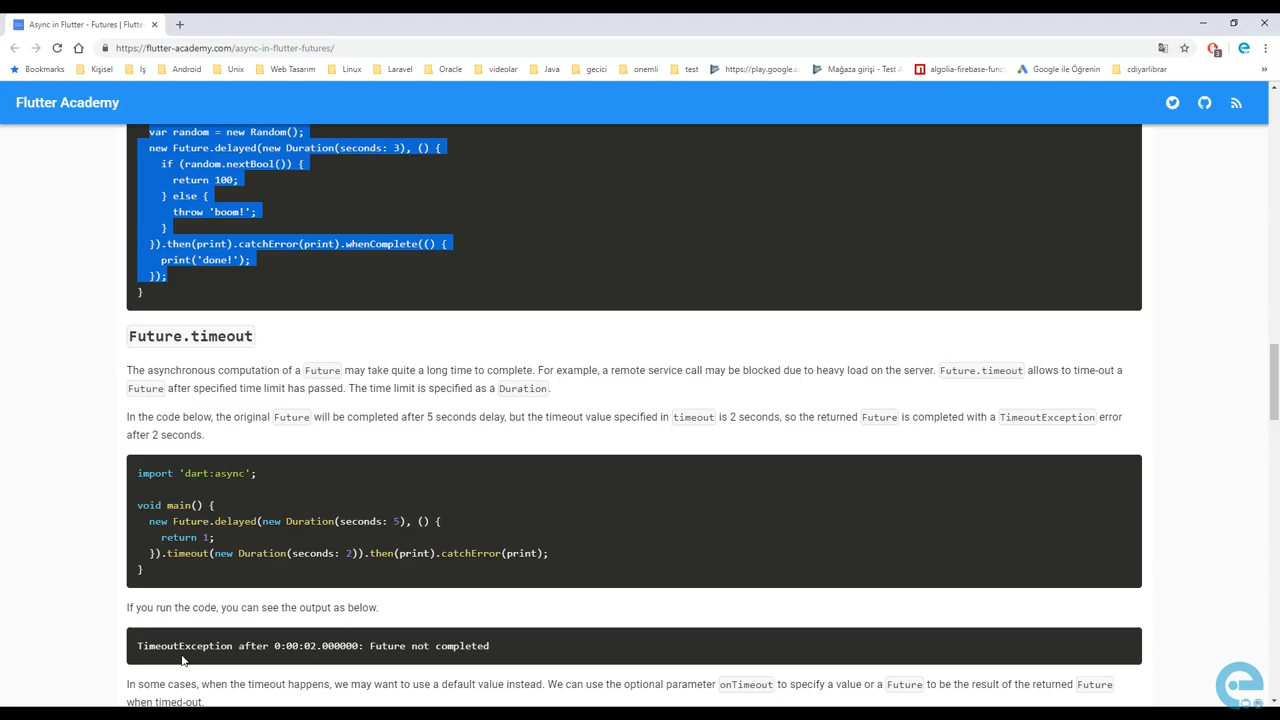 Async in Flutter - Futures | Flutte
https://flutter-academy.com/async-in-flutter-futures/
Bookmarks Kişisel İş Android Unix Web Tasarım Linux Laravel Oracle videolar Java gecici onemli test https://play.google.c Mağaza girişi - Test A algolia-firebase-func Google ile Öğrenin cdiyarlibrar »
Flutter Academy
var random = new Random();
new Future.delayed(new Duration(seconds: 3), () {
if (random.nextBool()) {
return 100;
} else {
throw 'boom!';
}
}).then(print).catchError(print).whenComplete(() {
print('done!');
});
}
Future.timeout
The asynchronous computation of a Future may take quite a long time to complete. For example, a remote service call may be blocked due to heavy load on the server. Future.timeout allows to time-out a
Future after specified time limit has passed. The time limit is specified as a Duration.
In the code below, the original Future will be completed after 5 seconds delay, but the timeout value specified in timeout is 2 seconds, so the returned Future is completed with a TimeoutException error
after 2 seconds.
import 'dart:async';
void main() {
new Future.delayed(new Duration(seconds: 5), () {
return 1;
}).timeout(new Duration(seconds: 2)).then(print).catchError(print);
}
If you run the code, you can see the output as below.
TimeoutException after 0:00:02.000000: Future not completed
In some cases, when the timeout happens, we may want to use a default value instead. We can use the optional parameter onTimeout to specify a value or a Future to be the result of the returned Future
when timed-out.